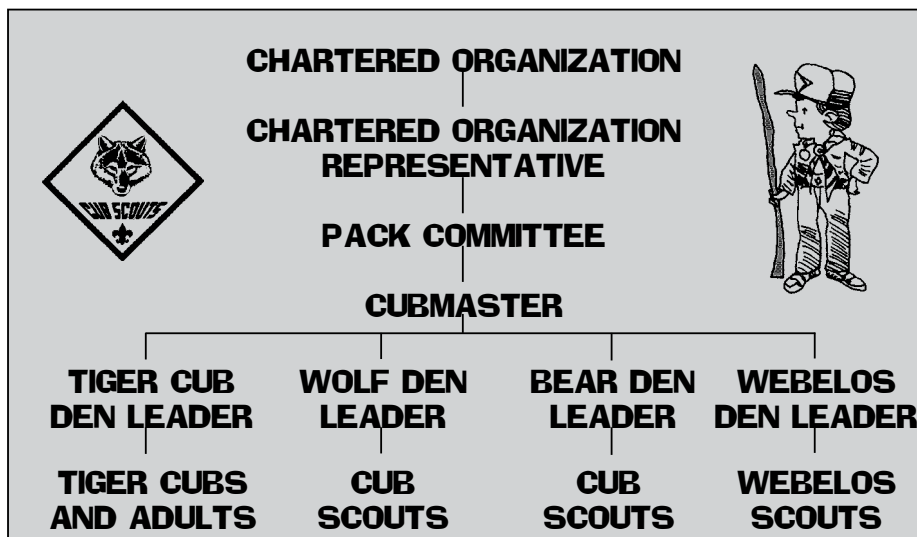 CHARTERED ORGANIZATION
CHARTERED ORGANIZATION
REPRESENTATIVE
CUB SCOUTS
PACK COMMITTEE
CUBMASTER
TIGER CUB
DEN LEADER
WOLF DEN
LEADER
BEAR DEN
LEADER
WEBELOS
DEN LEADER
TIGER CUBS
AND ADULTS
CUB
SCOUTS
CUB
SCOUTS
WEBELOS
SCOUTS